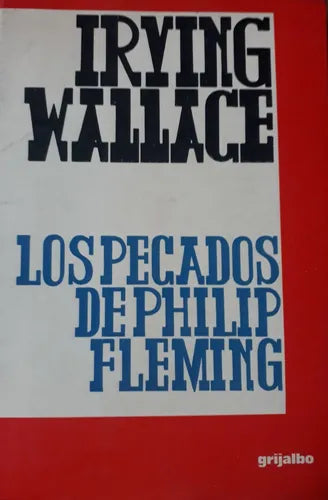 IRVING
WALLACE
LOS PECADOS
DE PHILIP
FLEMING
grijalbo